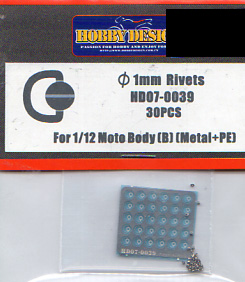 HOBBY DESIGN
PASSION FOR HOBBY AND ENJOY
Φ 1mm Rivets
HD07-0039
30PCS
For 1/12 Moto Body (B) (Metal+PE)
HD07-0039